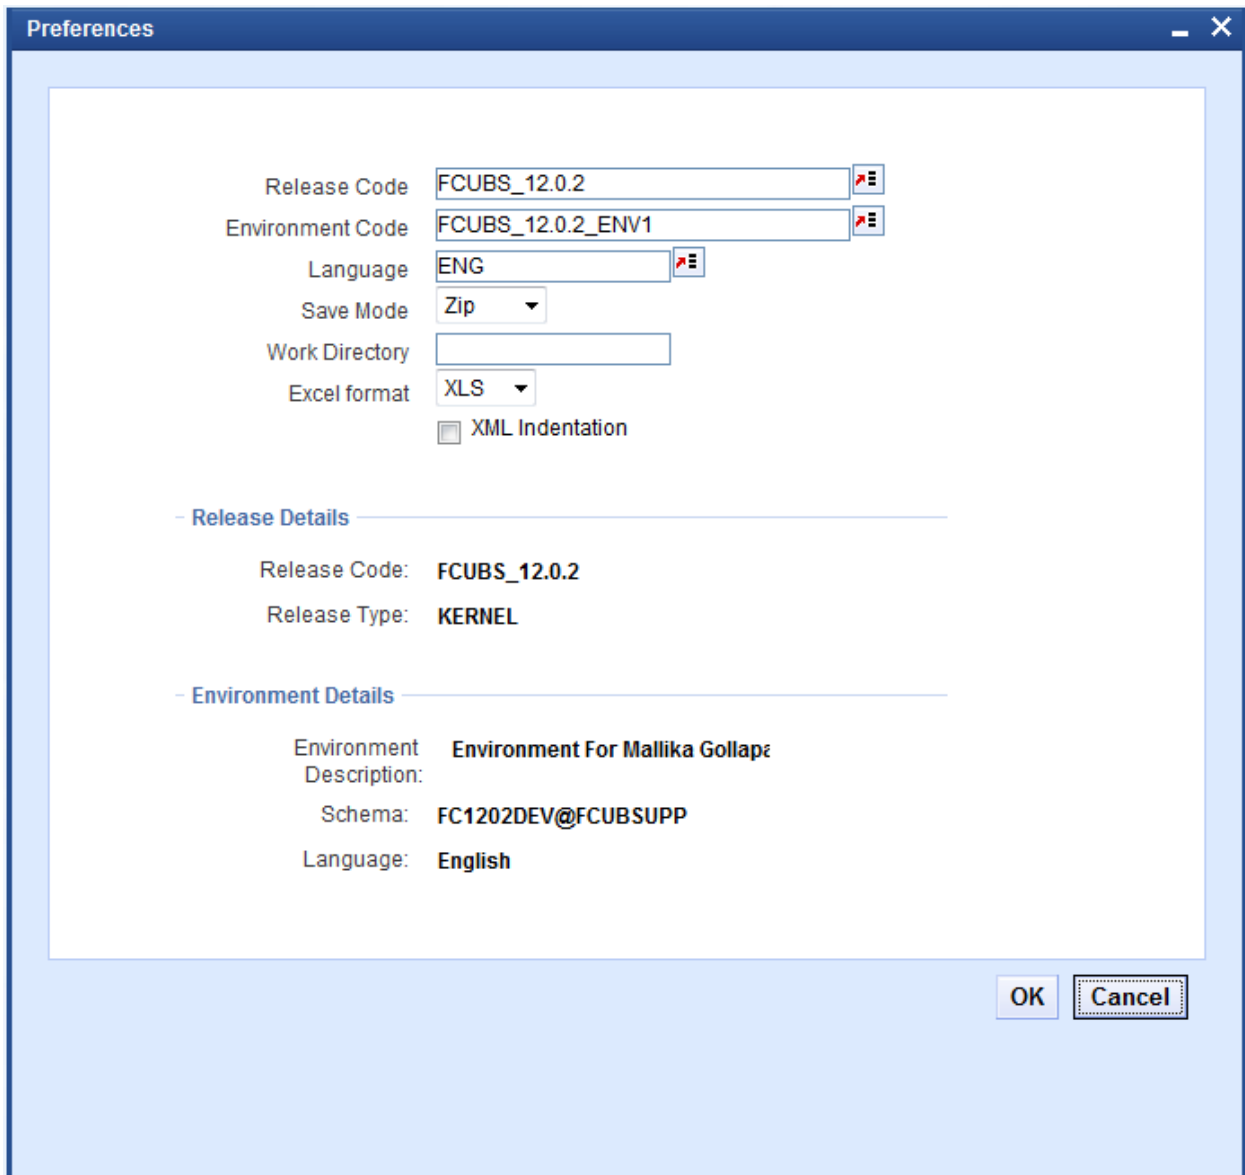 Preferences
Release Code FCUBS_12.0.2
Environment Code FCUBS_12.0.2_ENV1
Language ENG
Save Mode Zip
Work Directory
Excel format XLS
XML Indentation
Release Details
Release Code: FCUBS_12.0.2
Release Type: KERNEL
Environment Details
Environment Description: Environment For Mallika Gollapa
Schema: FC1202DEV@FCUBSUPP
Language: English
OK Cancel